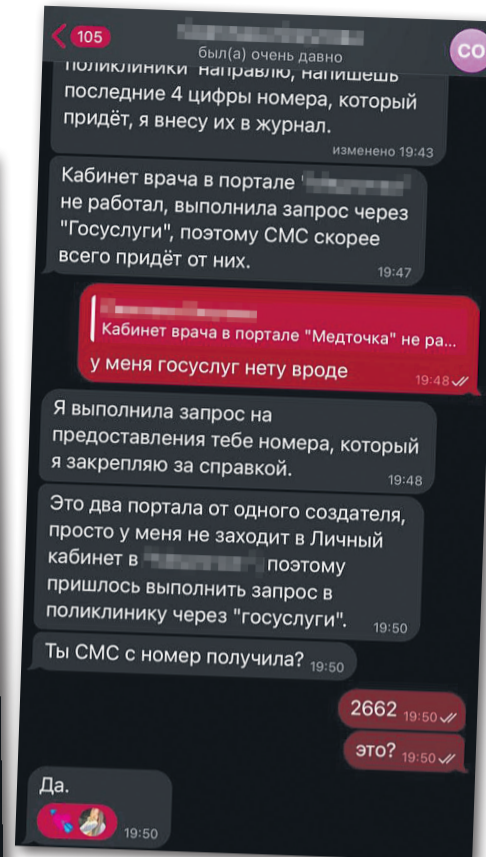 105
был(а) очень давно
СО
поликлиники направлю, напишешь
последние 4 цифры номера, который
придёт, я внесу их в журнал.
изменено 19:43
Кабинет врача в портале "
не работал, выполнила запрос через
"Госуслуги", поэтому СМС скорее
всего придёт от них.
19:47
Кабинет врача в портале "Медточка" не ра...
у меня госуслуг нету вроде
19:48
Я выполнила запрос на
предоставления тебе номера, который
я закрепляю за справкой.
19:48
Это два портала от одного создателя,
просто у меня не заходит в Личный
кабинет в " " поэтому
пришлось выполнить запрос в
поликлинику через "госуслуги".
19:50
Ты СМС с номер получила? 19:50
2662 19:50
это? 19:50
Да.
19:50